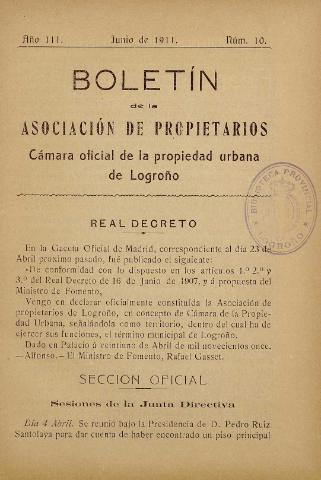 Año III. Junio de 1911. Núm. 10.
BOLETÍN
de la
ASOCIACIÓN DE PROPIETARIOS
Cámara oficial de la propiedad urbana
de Logroño
BIBLIOTECA PROVINCIAL
LOGROÑO
REAL DECRETO
En la Gaceta Oficial de Madrid, correspondiente al día 23 de
Abril próximo pasado, fué publicado el siguiente:
«De conformidad con lo dispuesto en los artículos 1.º 2.º y
3.º del Real Decreto de 16 de Junio de 1907, y á propuesta del
Ministro de Fomento,
Vengo en declarar oficialmente constituída la Asociación de
propietarios de Logroño, en concepto de Cámara de la Propie-
dad Urbana, señalándola como territorio, dentro del cual ha de
ejercer sus funciones, el término municipal de Logroño.
Dado en Palacio á veintiuno de Abril de mil novecientos once.
—Alfonso.—El Ministro de Fomento, Rafael Gasset.
SECCION OFICIAL
Sesiones de la Junta Directiva
Día 4 Abril. Se reunió bajo la Presidencia de D. Pedro Ruiz
Santolaya para dar cuenta de haber encontrado un piso principal